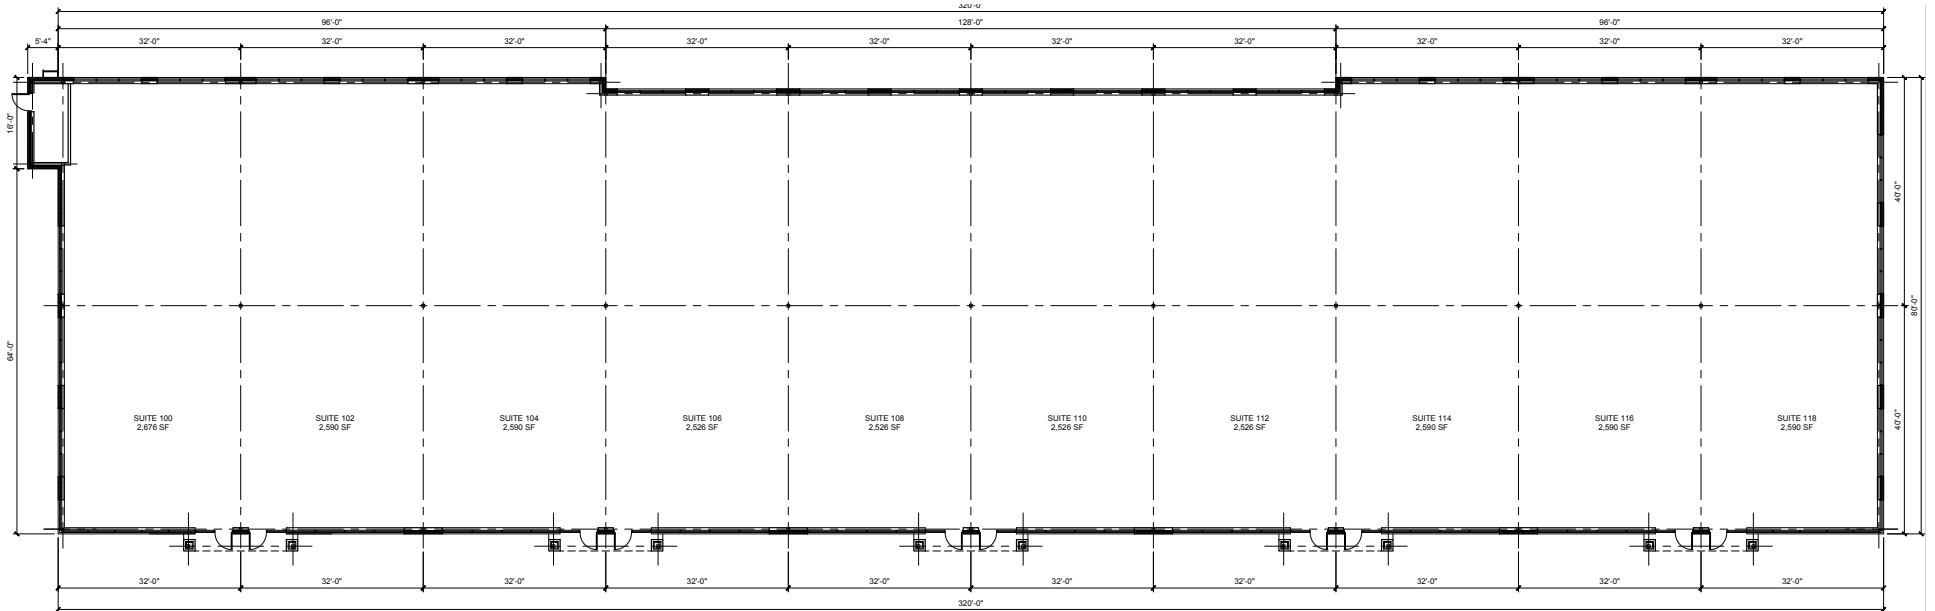 320'-0"
96'-0" 128'-0" 96'-0"
5'-4" 32'-0" 32'-0" 32'-0" 32'-0" 32'-0" 32'-0" 32'-0" 32'-0" 32'-0" 32'-0"
16'-0"
40'-0"
80'-0"
64'-0"
SUITE 100 SUITE 102 SUITE 104 SUITE 106 SUITE 108 SUITE 110 SUITE 112 SUITE 114 SUITE 116 SUITE 118
2,676 SF 2,590 SF 2,590 SF 2,526 SF 2,526 SF 2,526 SF 2,526 SF 2,590 SF 2,590 SF 2,590 SF
40'-0"
32'-0" 32'-0" 32'-0" 32'-0" 32'-0" 32'-0" 32'-0" 32'-0" 32'-0" 32'-0"
320'-0"